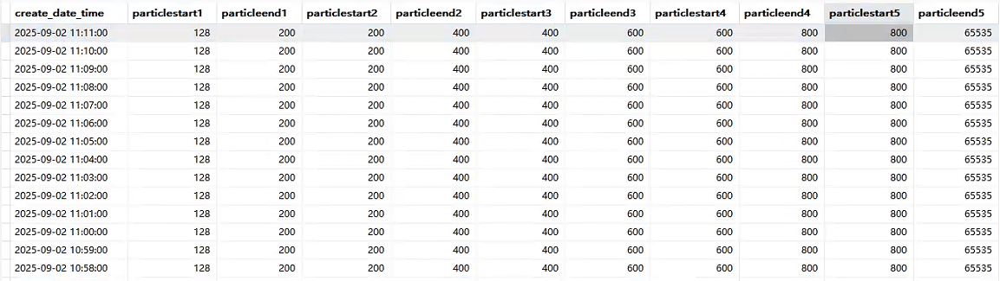 create_date_time particlestart1 particleend1 particlestart2 particleend2 particlestart3 particleend3 particlestart4 particleend4 particlestart5 particleend5
2025-09-02 11:11:00 128 200 200 400 400 600 600 800 800 65535
2025-09-02 11:10:00 128 200 200 400 400 600 600 800 800 65535
2025-09-02 11:09:00 128 200 200 400 400 600 600 800 800 65535
2025-09-02 11:08:00 128 200 200 400 400 600 600 800 800 65535
2025-09-02 11:07:00 128 200 200 400 400 600 600 800 800 65535
2025-09-02 11:06:00 128 200 200 400 400 600 600 800 800 65535
2025-09-02 11:05:00 128 200 200 400 400 600 600 800 800 65535
2025-09-02 11:04:00 128 200 200 400 400 600 600 800 800 65535
2025-09-02 11:03:00 128 200 200 400 400 600 600 800 800 65535
2025-09-02 11:02:00 128 200 200 400 400 600 600 800 800 65535
2025-09-02 11:01:00 128 200 200 400 400 600 600 800 800 65535
2025-09-02 11:00:00 128 200 200 400 400 600 600 800 800 65535
2025-09-02 10:59:00 128 200 200 400 400 600 600 800 800 65535
2025-09-02 10:58:00 128 200 200 400 400 600 600 800 800 65535